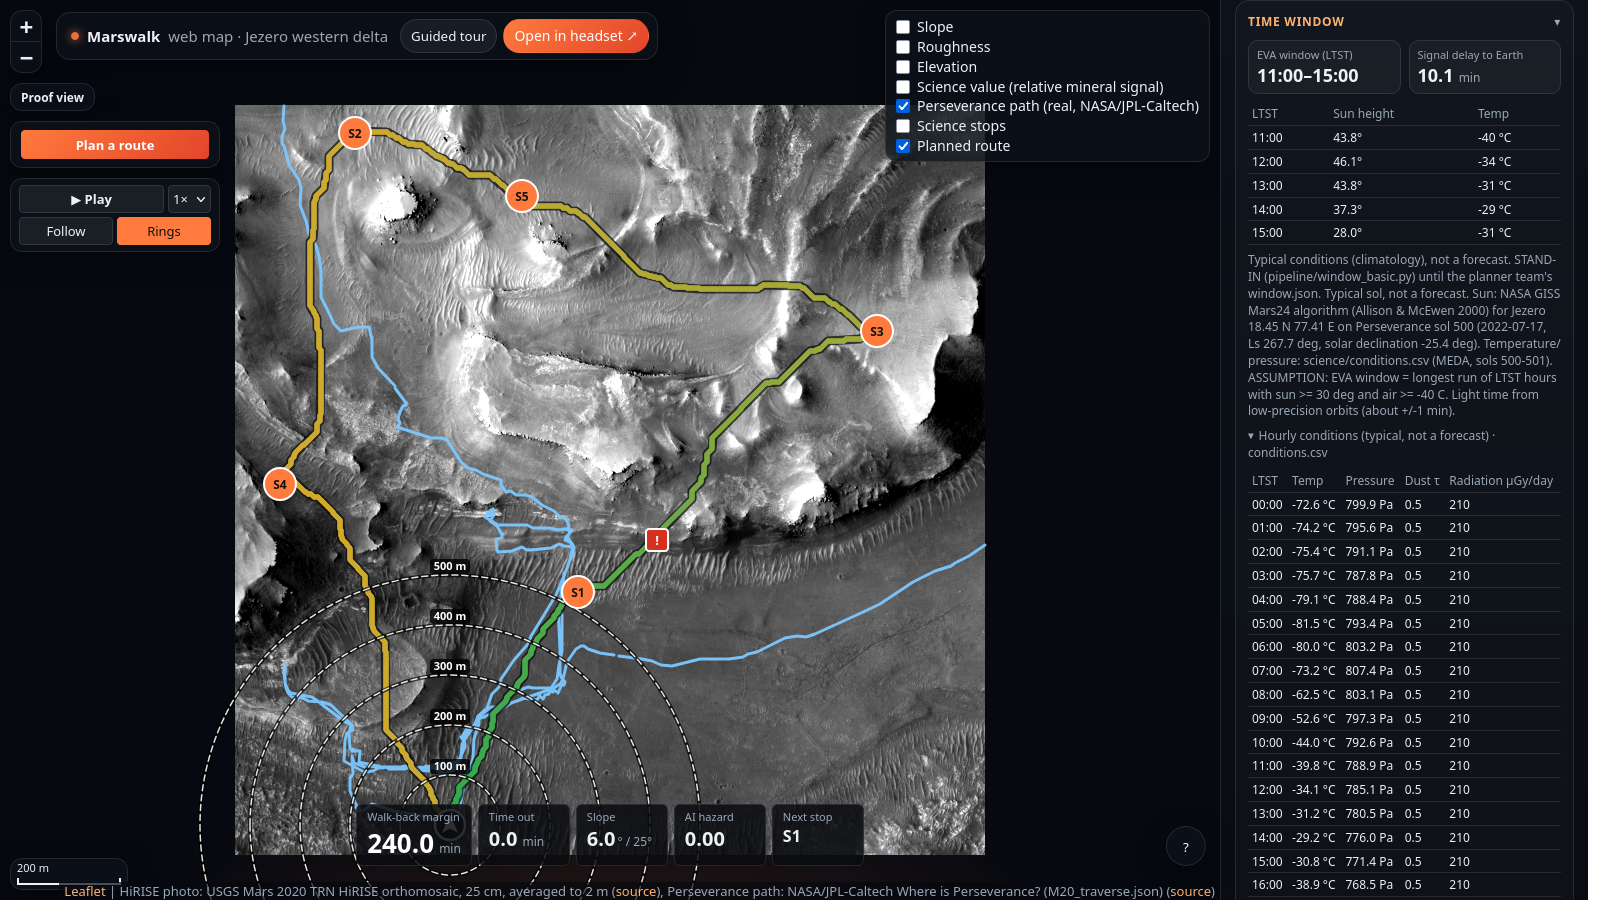 +
−
Marswalk web map · Jezero western delta
Guided tour
Open in headset ↗
Proof view
Plan a route
▶ Play
1×
Follow
Rings
Slope
Roughness
Elevation
Science value (relative mineral signal)
Perseverance path (real, NASA/JPL-Caltech)
Science stops
Planned route
S2
S5
S3
S4
!
S1
500 m
400 m
300 m
200 m
100 m
Walk-back margin
240.0 min
Time out
0.0 min
Slope
6.0° / 25°
AI hazard
0.00
Next stop
S1
?
200 m
Leaflet | HiRISE photo: USGS Mars 2020 TRN HiRISE orthomosaic, 25 cm, averaged to 2 m (source), Perseverance path: NASA/JPL-Caltech Where is Perseverance? (M20_traverse.json) (source)
TIME WINDOW ▾
EVA window (LTST)
11:00–15:00
Signal delay to Earth
10.1 min
LTST Sun height Temp
11:00 43.8° -40 °C
12:00 46.1° -34 °C
13:00 43.8° -31 °C
14:00 37.3° -29 °C
15:00 28.0° -31 °C
Typical conditions (climatology), not a forecast. STAND-
IN (pipeline/window_basic.py) until the planner team's
window.json. Typical sol, not a forecast. Sun: NASA GISS
Mars24 algorithm (Allison & McEwen 2000) for Jezero
18.45 N 77.41 E on Perseverance sol 500 (2022-07-17,
Ls 267.7 deg, solar declination -25.4 deg). Temperature/
pressure: science/conditions.csv (MEDA, sols 500-501).
ASSUMPTION: EVA window = longest run of LTST hours
with sun >= 30 deg and air >= -40 C. Light time from
low-precision orbits (about +/-1 min).
▾ Hourly conditions (typical, not a forecast) ·
conditions.csv
LTST Temp Pressure Dust τ Radiation µGy/day
00:00 -72.6 °C 799.9 Pa 0.5 210
01:00 -74.2 °C 795.6 Pa 0.5 210
02:00 -75.4 °C 791.1 Pa 0.5 210
03:00 -75.7 °C 787.8 Pa 0.5 210
04:00 -79.1 °C 788.4 Pa 0.5 210
05:00 -81.5 °C 793.4 Pa 0.5 210
06:00 -80.0 °C 803.2 Pa 0.5 210
07:00 -73.2 °C 807.4 Pa 0.5 210
08:00 -62.5 °C 803.1 Pa 0.5 210
09:00 -52.6 °C 797.3 Pa 0.5 210
10:00 -44.0 °C 792.6 Pa 0.5 210
11:00 -39.8 °C 788.9 Pa 0.5 210
12:00 -34.1 °C 785.1 Pa 0.5 210
13:00 -31.2 °C 780.5 Pa 0.5 210
14:00 -29.2 °C 776.0 Pa 0.5 210
15:00 -30.8 °C 771.4 Pa 0.5 210
16:00 -38.9 °C 768.5 Pa 0.5 210